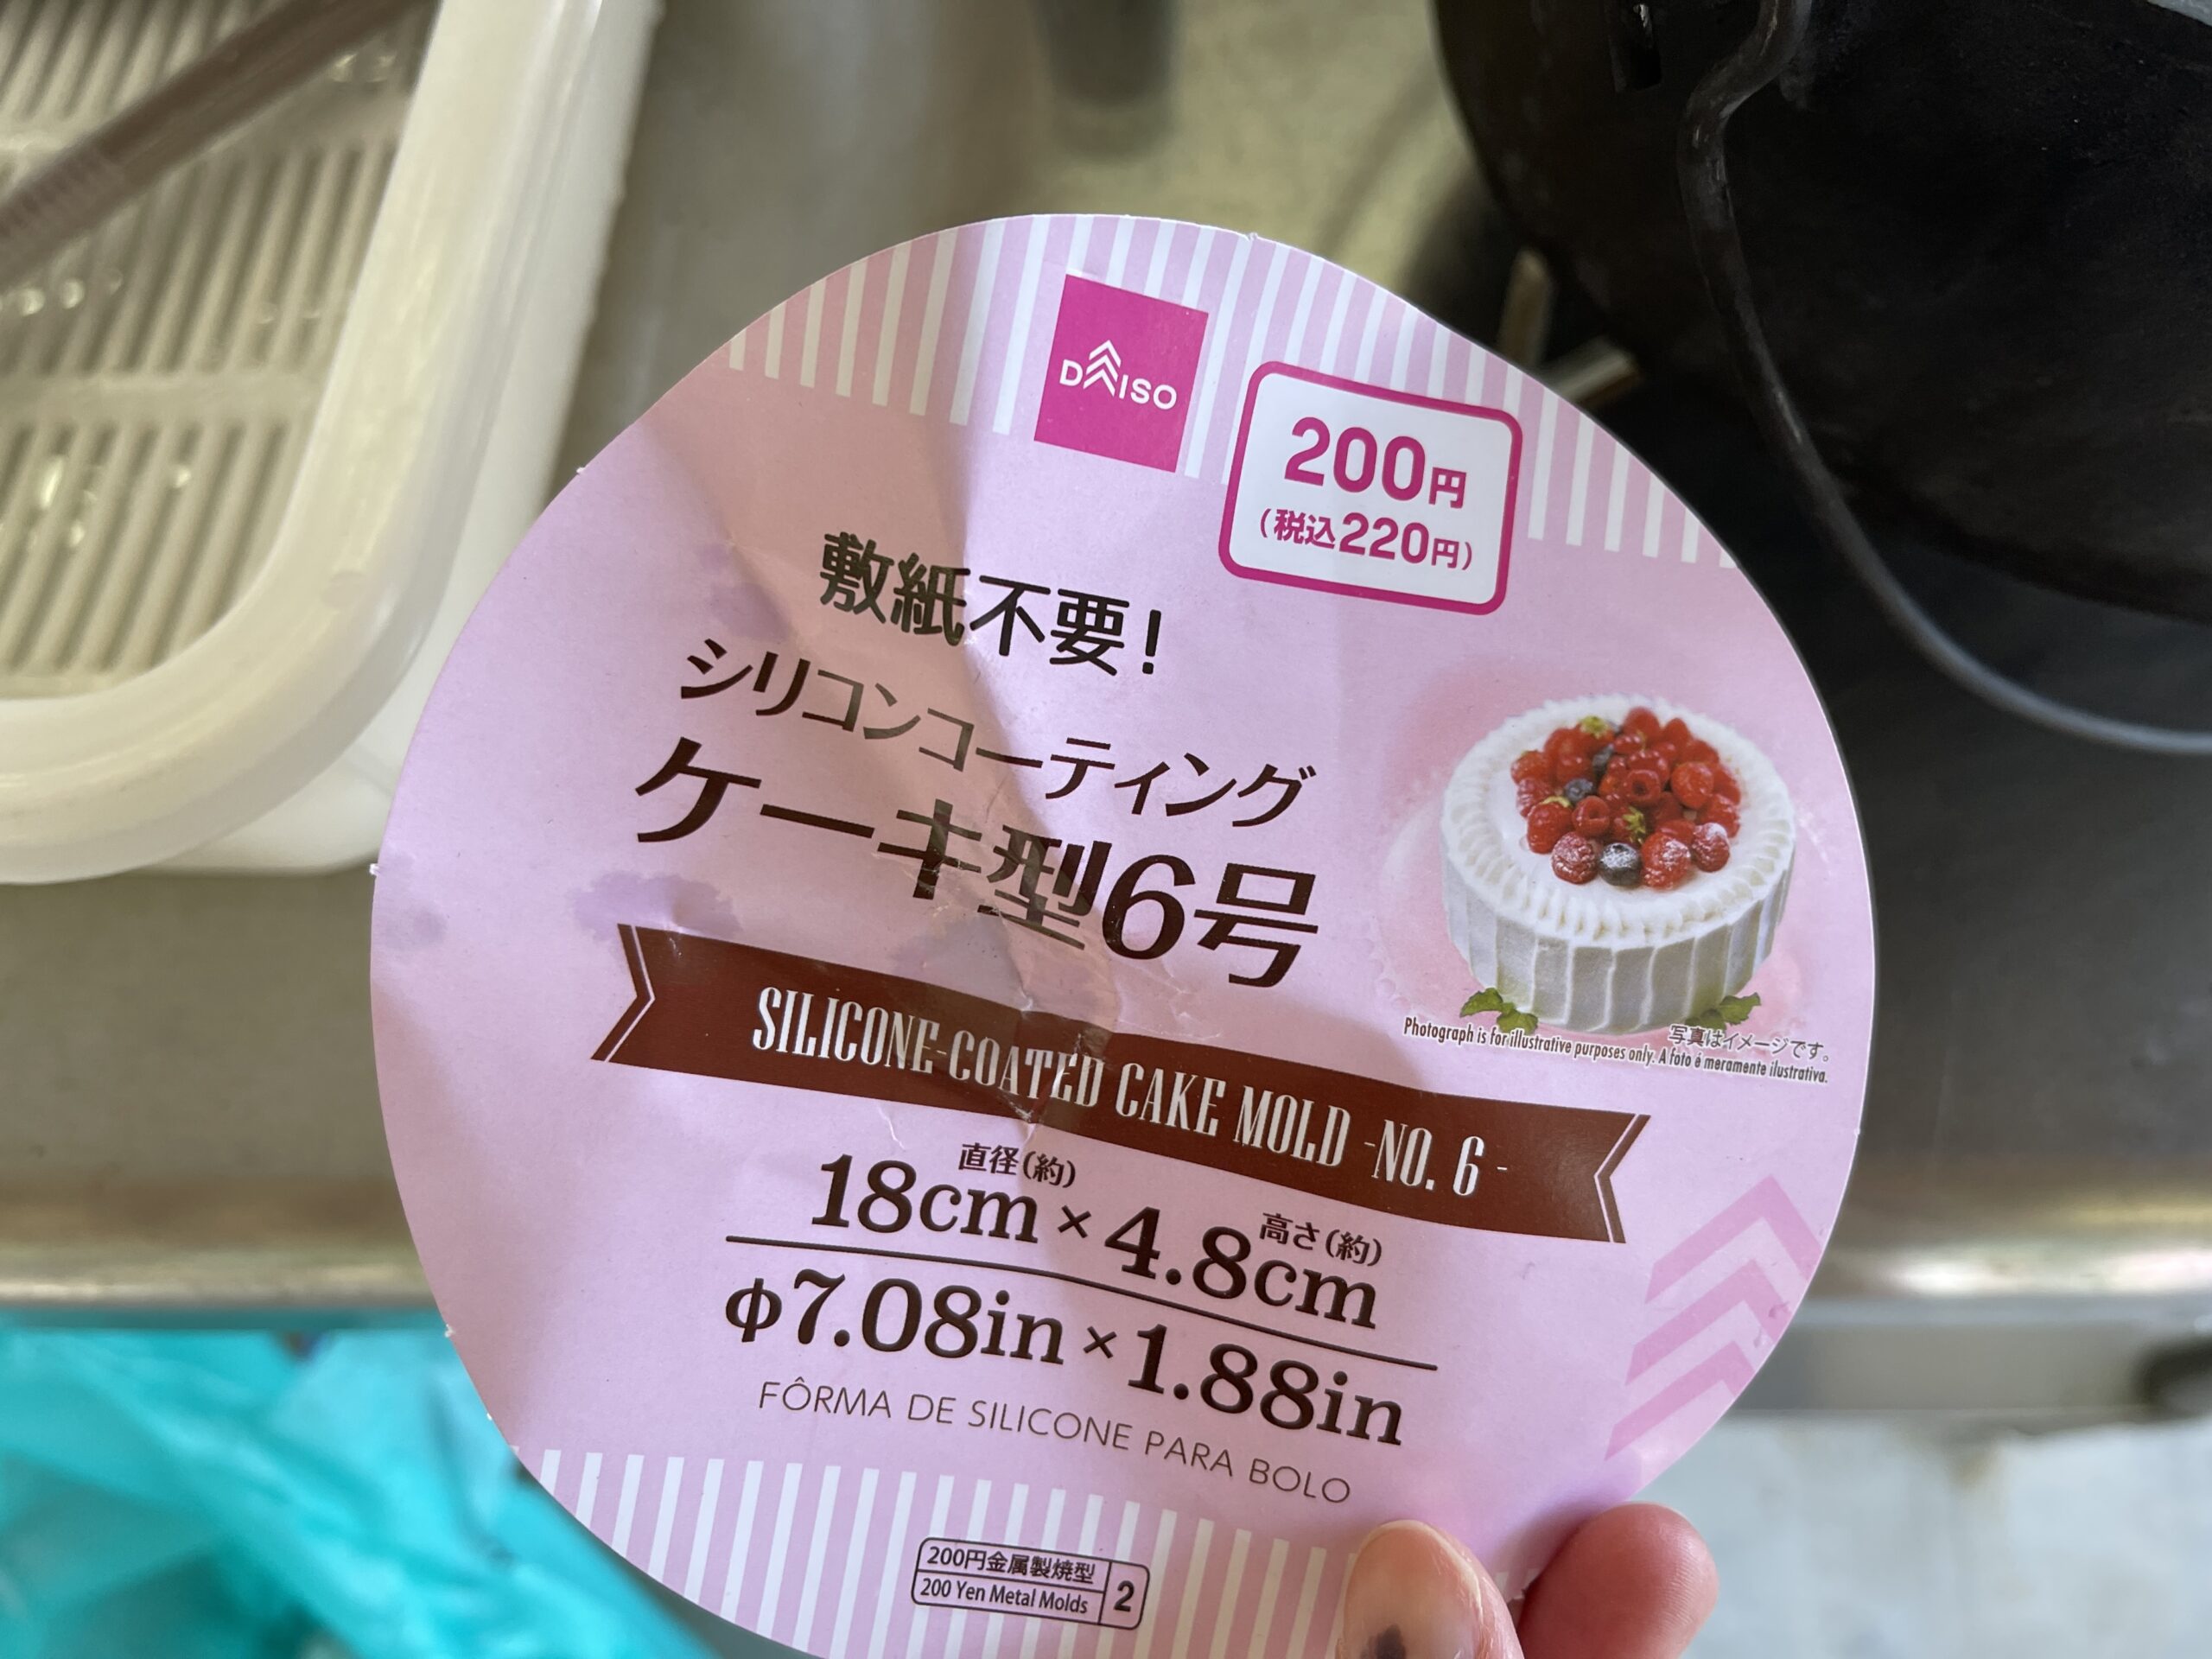 DAISO
200円
(税込220円)
敷紙不要!
シリコンコーティング
ケーキ型6号
写真はイメージです。
Photograph is for illustrative purposes only. A foto é meramente ilustrativa.
SILICONE-COATED CAKE MOLD -NO. 6 -
直径(約) 高さ(約)
18cm×4.8cm
φ7.08in×1.88in
FÔRMA DE SILICONE PARA BOLO
200円金属製焼型
200 Yen Metal Molds
2